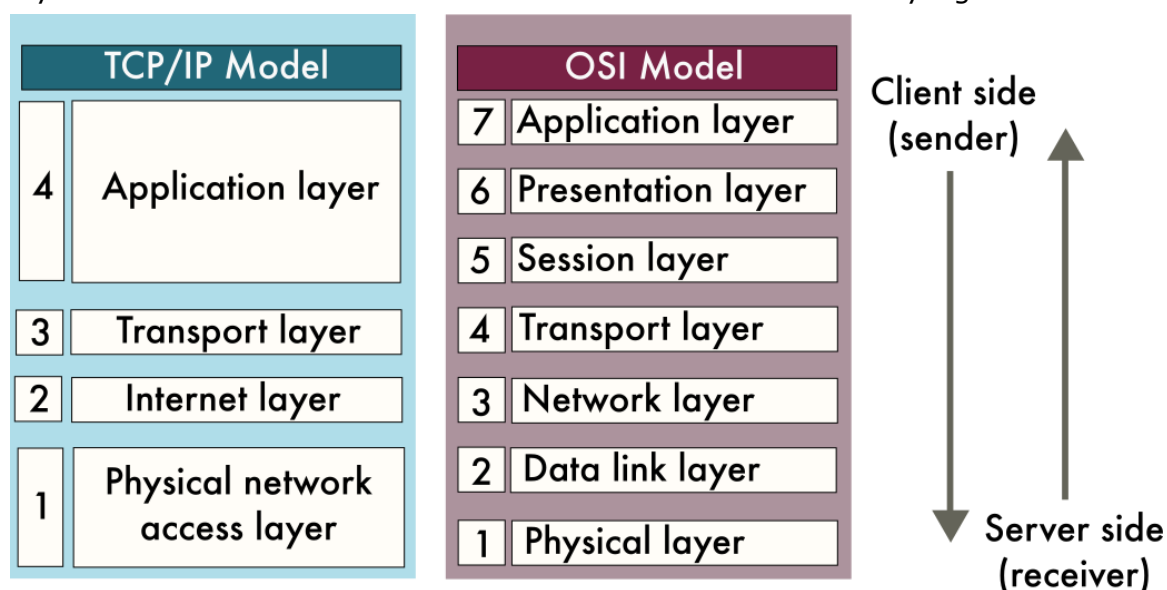 TCP/IP Model
4
Application layer
3
Transport layer
2
Internet layer
1
Physical network
access layer
OSI Model
7
Application layer
6
Presentation layer
5
Session layer
4
Transport layer
3
Network layer
2
Data link layer
1
Physical layer
Client side
(sender)
Server side
(receiver)